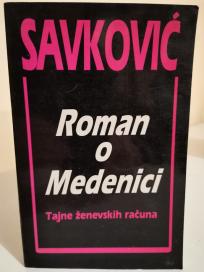 SAVKOVIĆ
Roman
o
Medenici
Tajne ženevskih računa